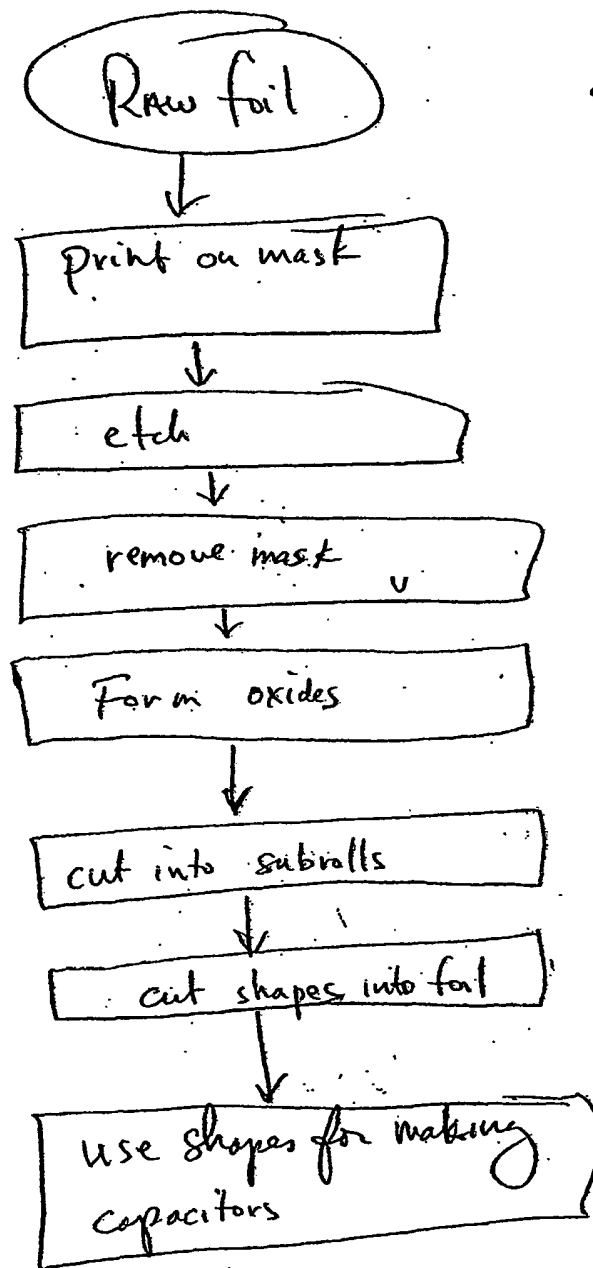 Raw foil
print on mask
etch
remove mask
Form oxides
cut into subrolls
cut shapes into foil
use shapes for making
capacitors